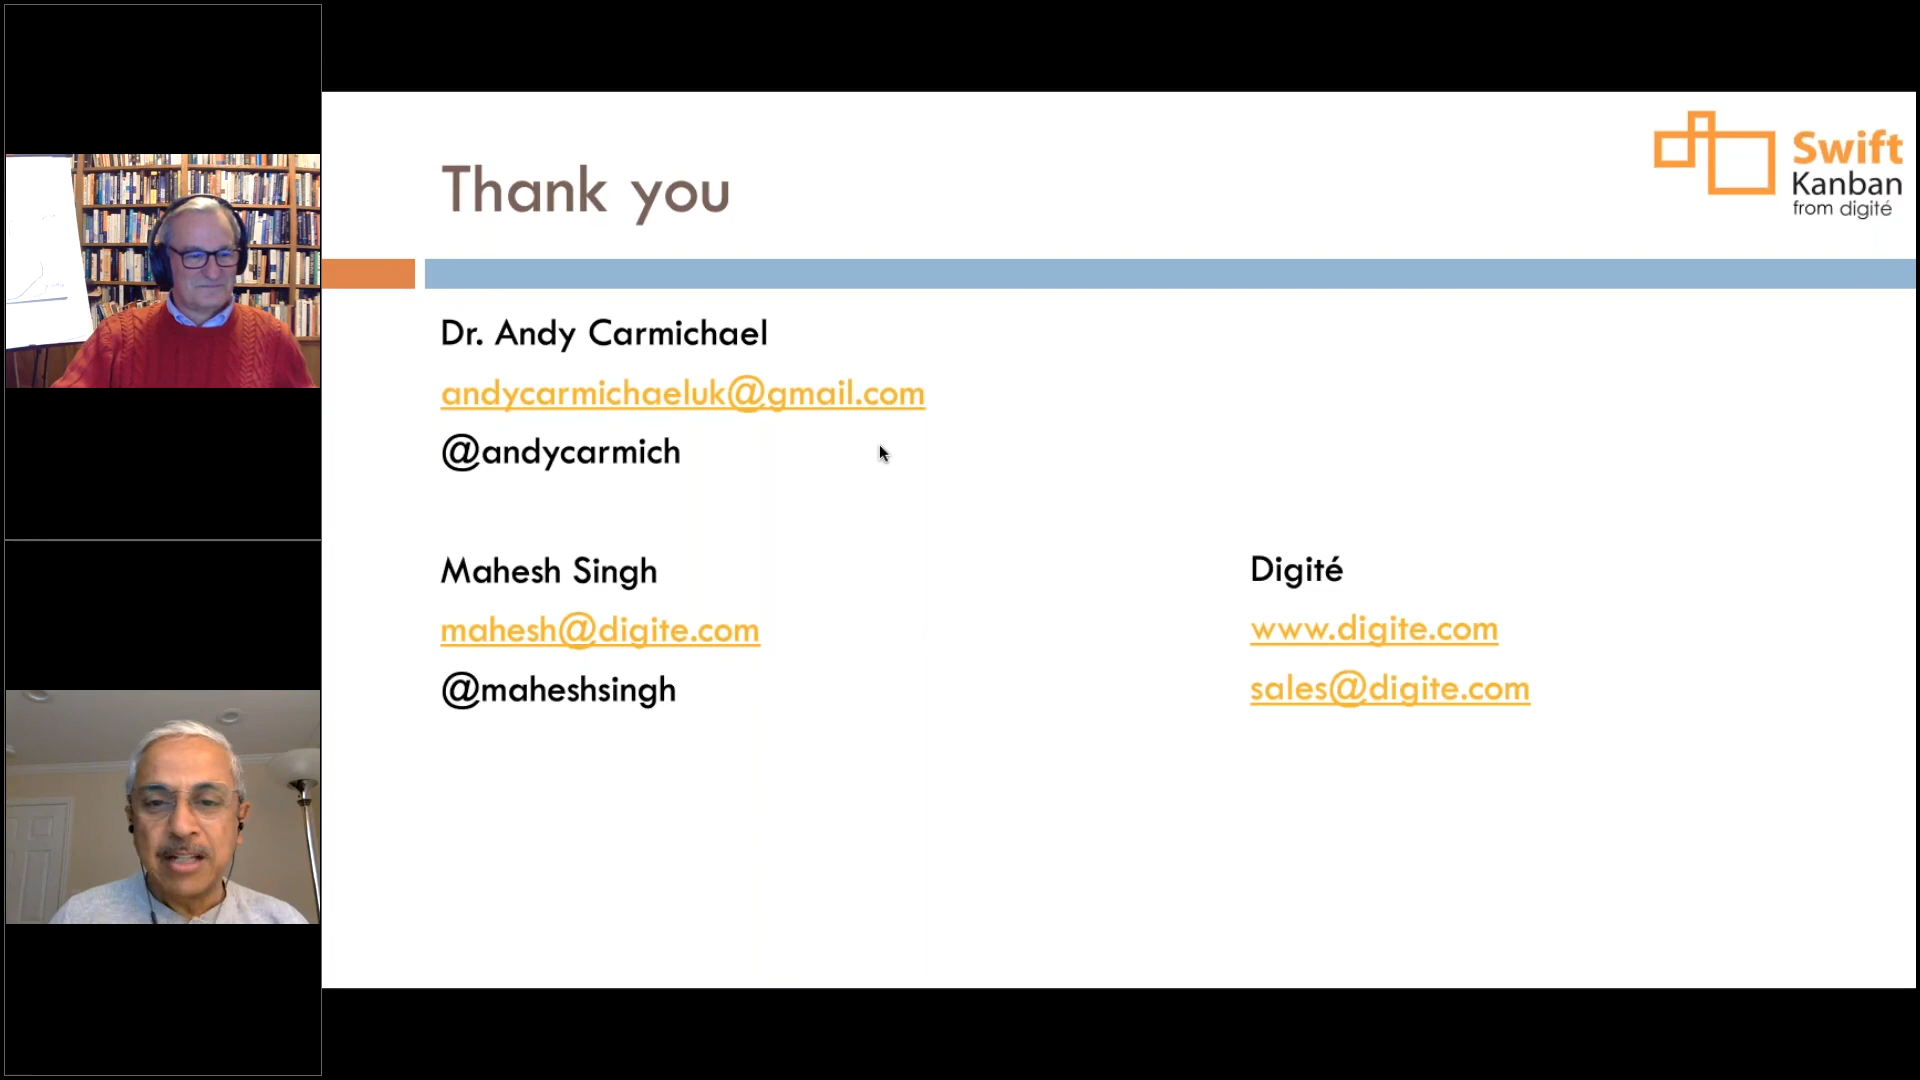 Thank you
Swift
Kanban
from digité
Dr. Andy Carmichael
andycarmichaeluk@gmail.com
@andycarmich
Mahesh Singh
mahesh@digite.com
@maheshsingh
Digité
www.digite.com
sales@digite.com